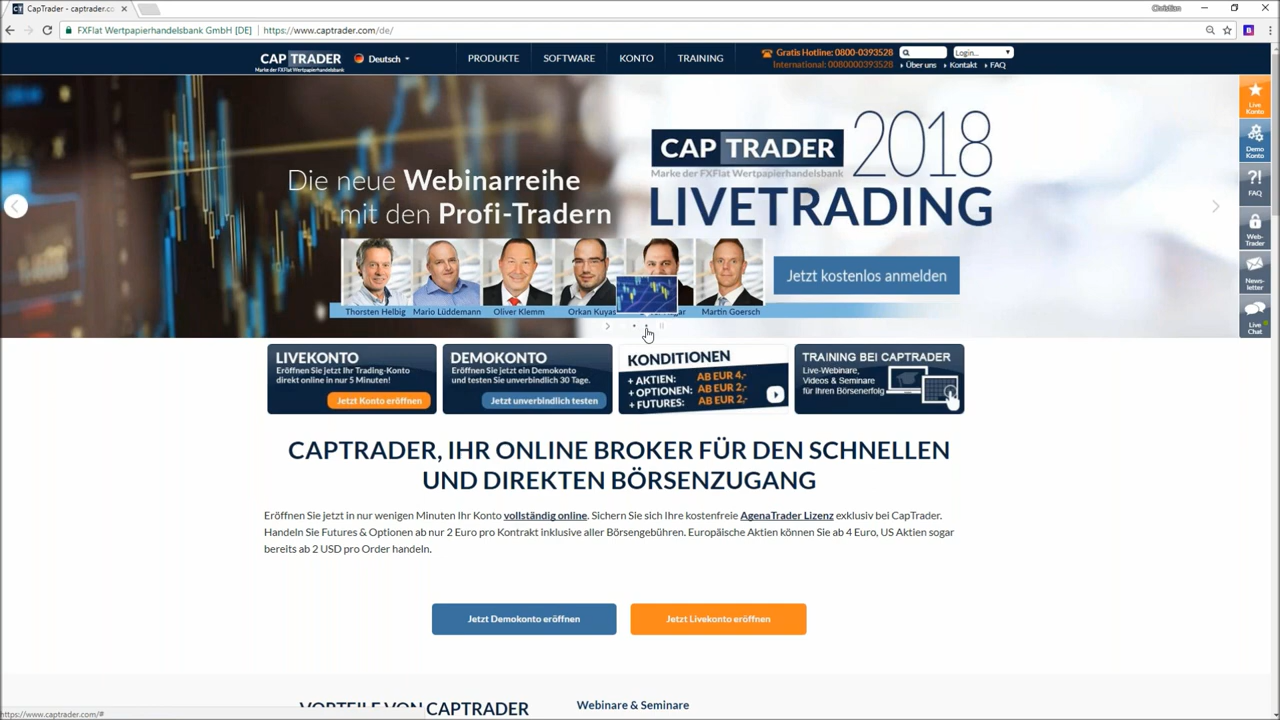 CapTrader - captrader.co
Christian
FXFlat Wertpapierhandelsbank GmbH [DE]
https://www.captrader.com/de/
CAP TRADER
Marke der FXFlat Wertpapierhandelsbank
Deutsch
PRODUKTE
SOFTWARE
KONTO
TRAINING
Gratis Hotline: 0800-0393528
International: 0080000393528
Login...
Über uns
Kontakt
FAQ
Die neue Webinarreihe
mit den Profi-Tradern
CAP TRADER
Marke der FXFlat Wertpapierhandelsbank
2018
LIVETRADING
Thorsten Helbig
Mario Lüddemann
Oliver Klemm
Orkan Kuyas
Martin Goersch
Jetzt kostenlos anmelden
Live
Konto
Demo
Konto
?!
FAQ
Web-
Trader
News-
letter
Live
Chat
LIVEKONTO
Eröffnen Sie jetzt Ihr Trading-Konto
direkt online in nur 5 Minuten!
Jetzt Konto eröffnen
DEMOKONTO
Eröffnen Sie jetzt ein Demokonto
und testen Sie unverbindlich 30 Tage.
Jetzt unverbindlich testen
KONDITIONEN
+ AKTIEN: AB EUR 4,-
+ OPTIONEN: AB EUR 2,-
+ FUTURES: AB EUR 2,-
TRAINING BEI CAPTRADER
Live-Webinare,
Videos & Seminare
für Ihren Börsenerfolg
CAPTRADER, IHR ONLINE BROKER FÜR DEN SCHNELLEN
UND DIREKTEN BÖRSENZUGANG
Eröffnen Sie jetzt in nur wenigen Minuten Ihr Konto vollständig online. Sichern Sie sich Ihre kostenfreie AgenaTrader Lizenz exklusiv bei CapTrader.
Handeln Sie Futures & Optionen ab nur 2 Euro pro Kontrakt inklusive aller Börsengebühren. Europäische Aktien können Sie ab 4 Euro, US Aktien sogar
bereits ab 2 USD pro Order handeln.
Jetzt Demokonto eröffnen
Jetzt Livekonto eröffnen
VORTEILE VON CAPTRADER
Webinare & Seminare
https://www.captrader.com/#